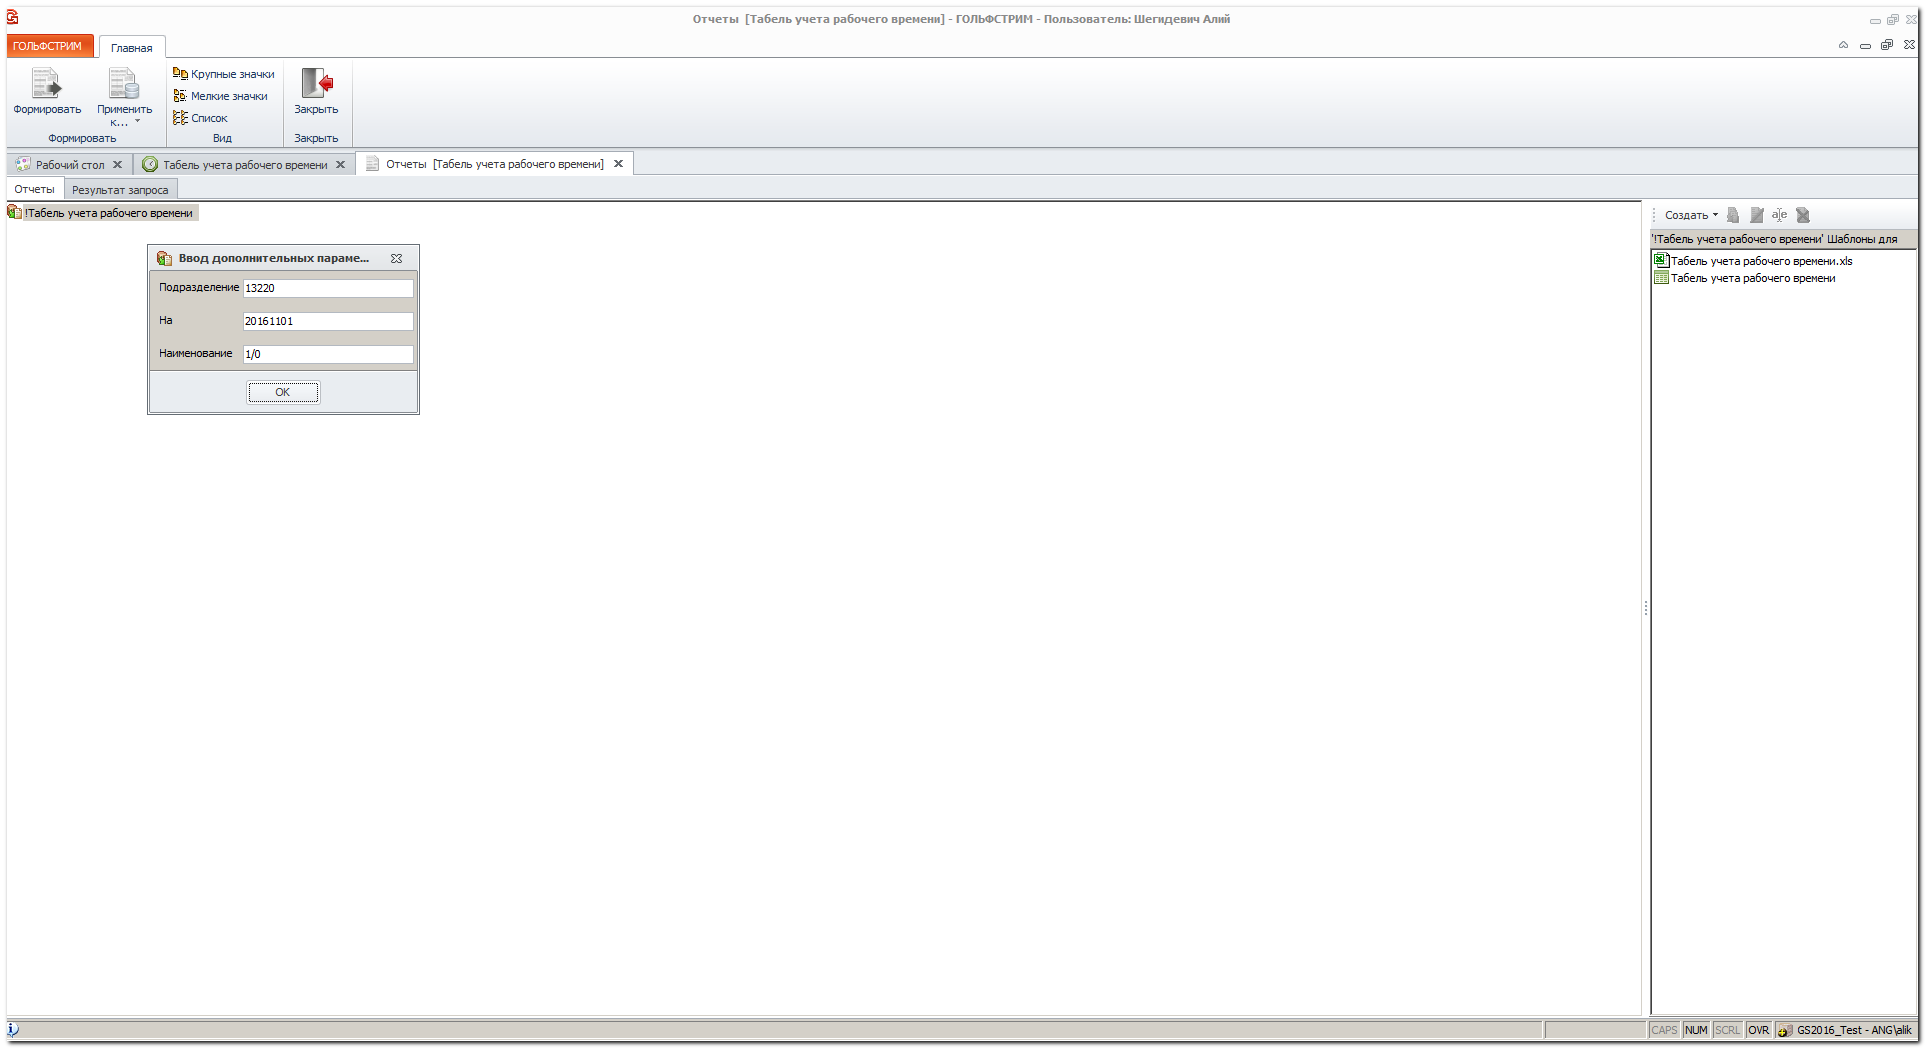 Отчеты [Табель учета рабочего времени] - ГОЛЬФСТРИМ - Пользователь: Шегидевич Алий
ГОЛЬФСТРИМ
Главная
Формировать
Применить к...
Формировать
Крупные значки
Мелкие значки
Список
Вид
Закрыть
Закрыть
Рабочий стол
Табель учета рабочего времени
Отчеты [Табель учета рабочего времени]
Отчеты
Результат запроса
!Табель учета рабочего времени
Ввод дополнительных параме...
Подразделение 13220
На 20161101
Наименование 1/0
OK
Создать
'!Табель учета рабочего времени' Шаблоны для
Табель учета рабочего времени.xls
Табель учета рабочего времени
CAPS NUM SCRL OVR GS2016_Test - ANG\alik